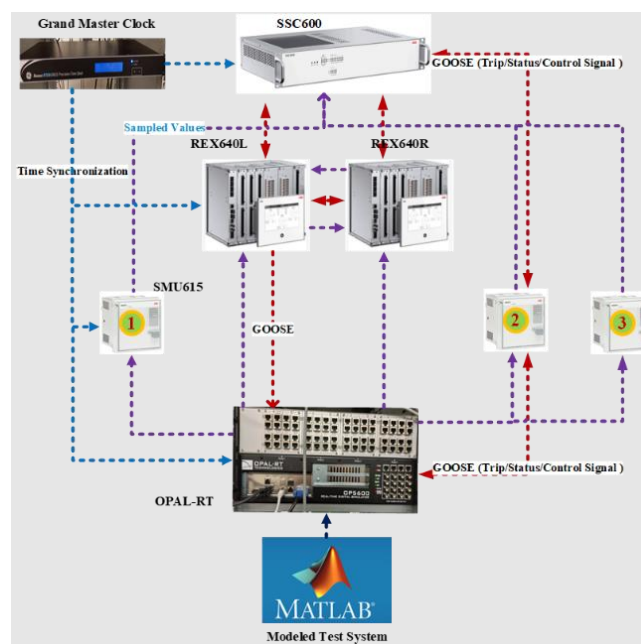 Grand Master Clock
SSC600
GOOSE (Trip/Status/Control Signal )
Sampled Values
REX640L
REX640R
Time Synchronization
SMU615
1
GOOSE
2
3
OPAL-RT
OP5600
GOOSE (Trip/Status/Control Signal )
OPAL-RT
MATLAB®
Modeled Test System